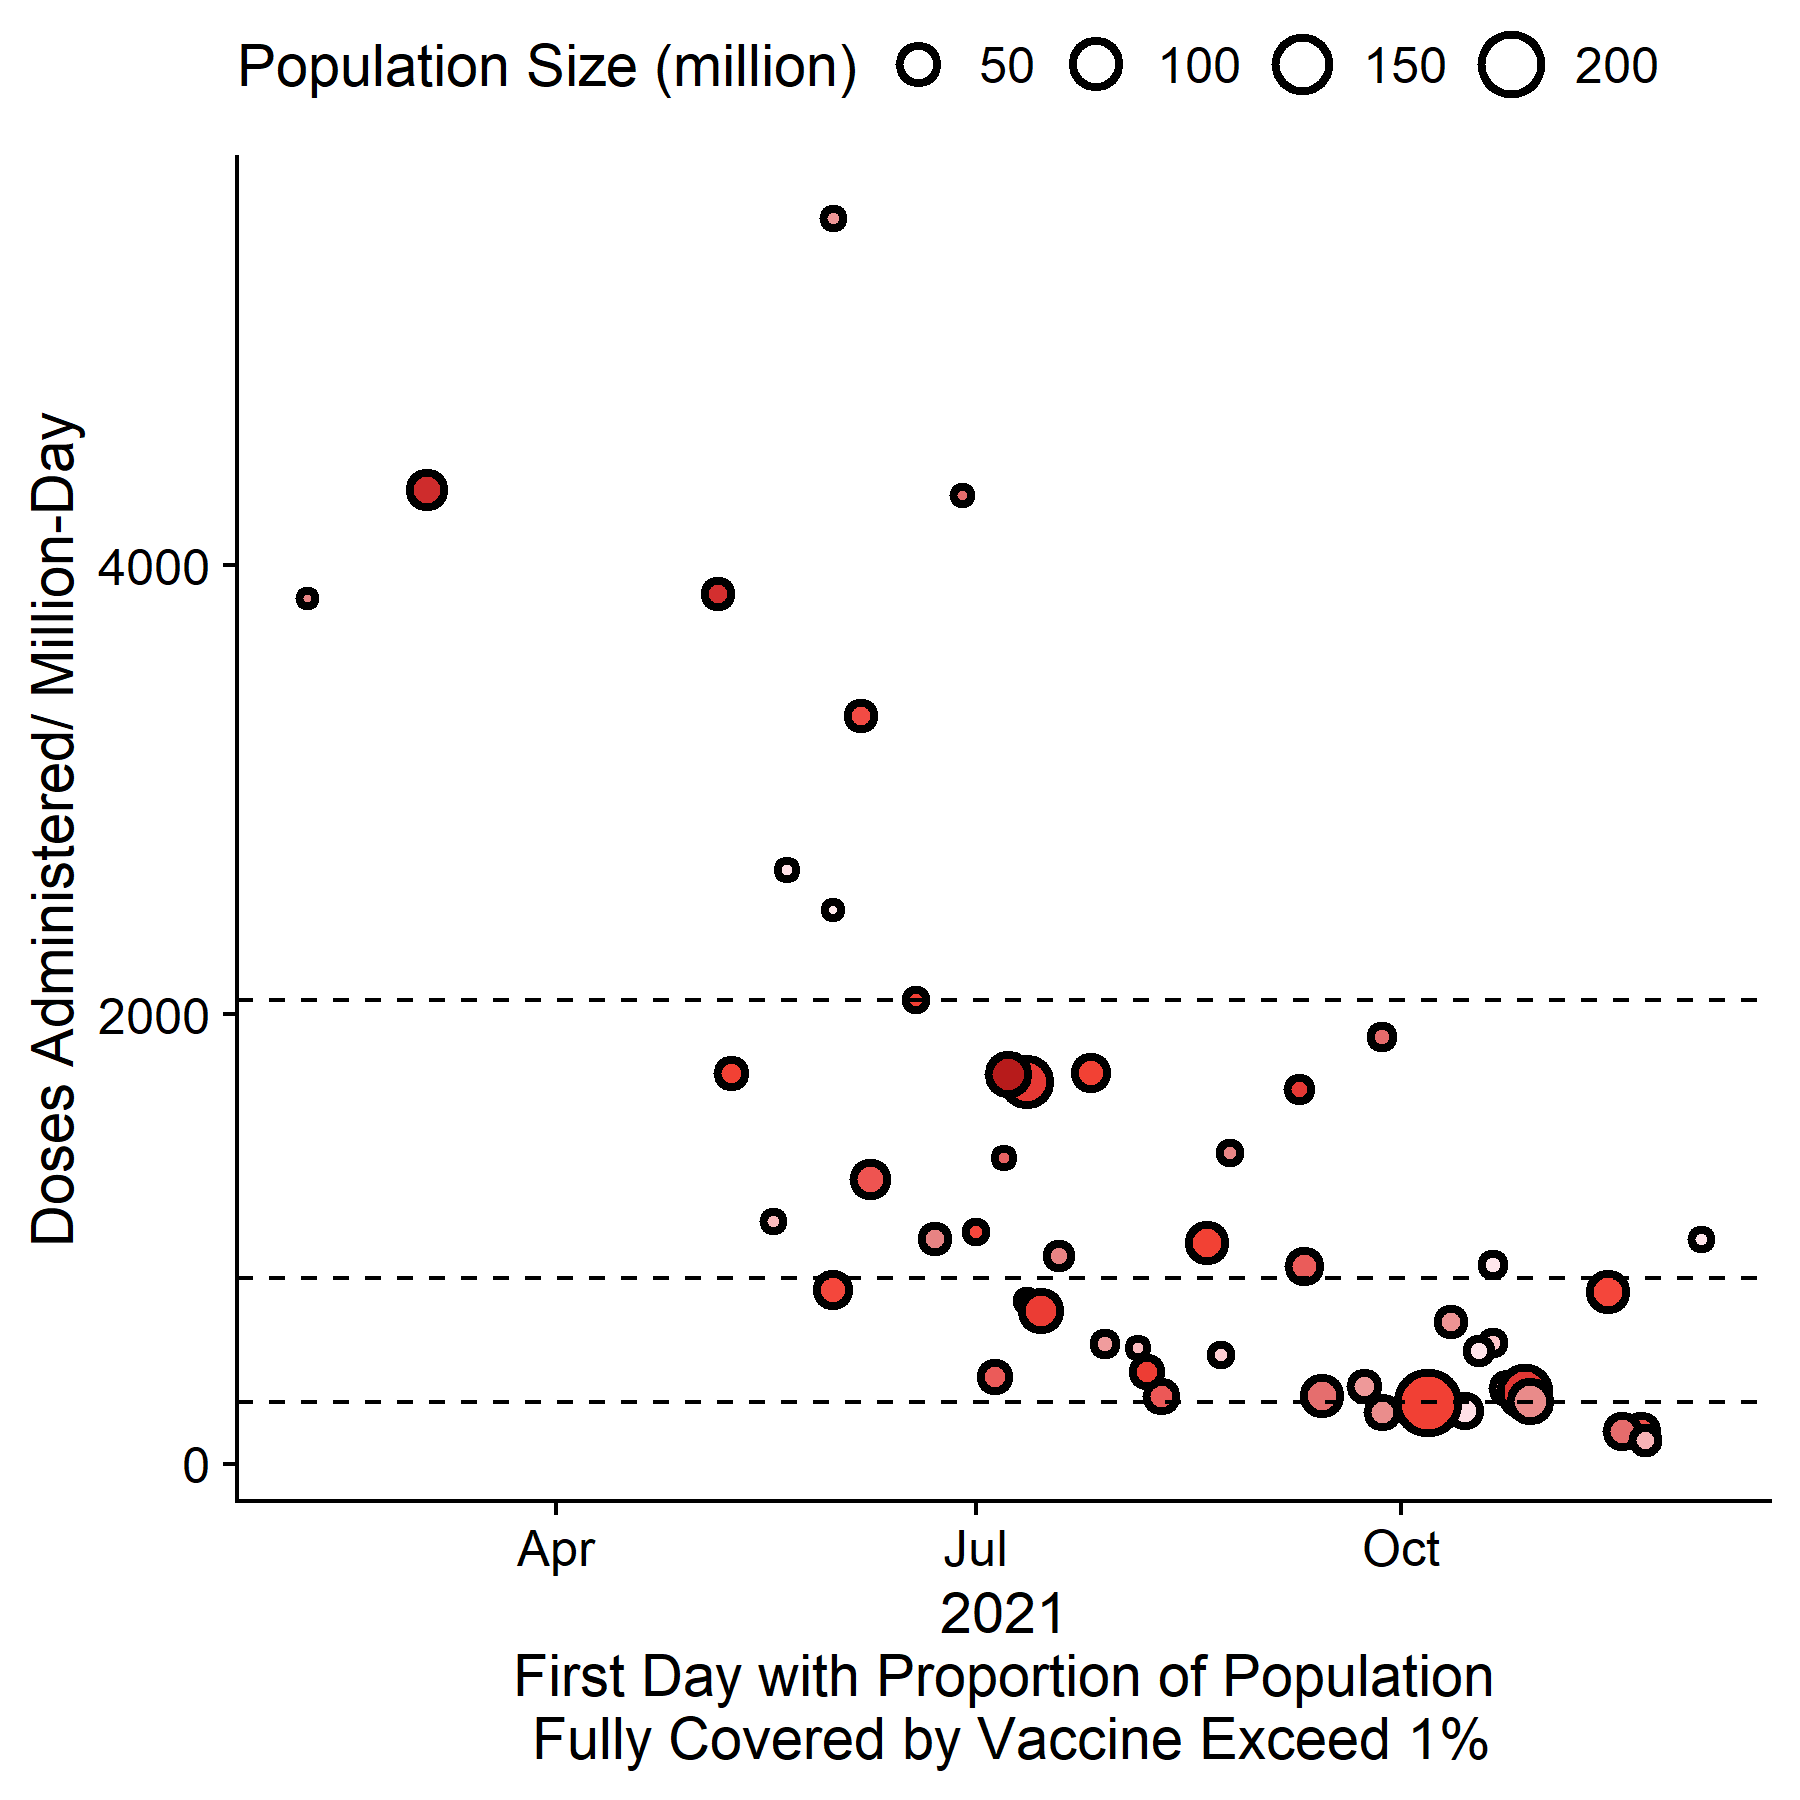 Population Size (million) 50 100 150 200
Doses Administered/ Million-Day
4000
2000
0
Apr Jul Oct
2021
First Day with Proportion of Population
Fully Covered by Vaccine Exceed 1%